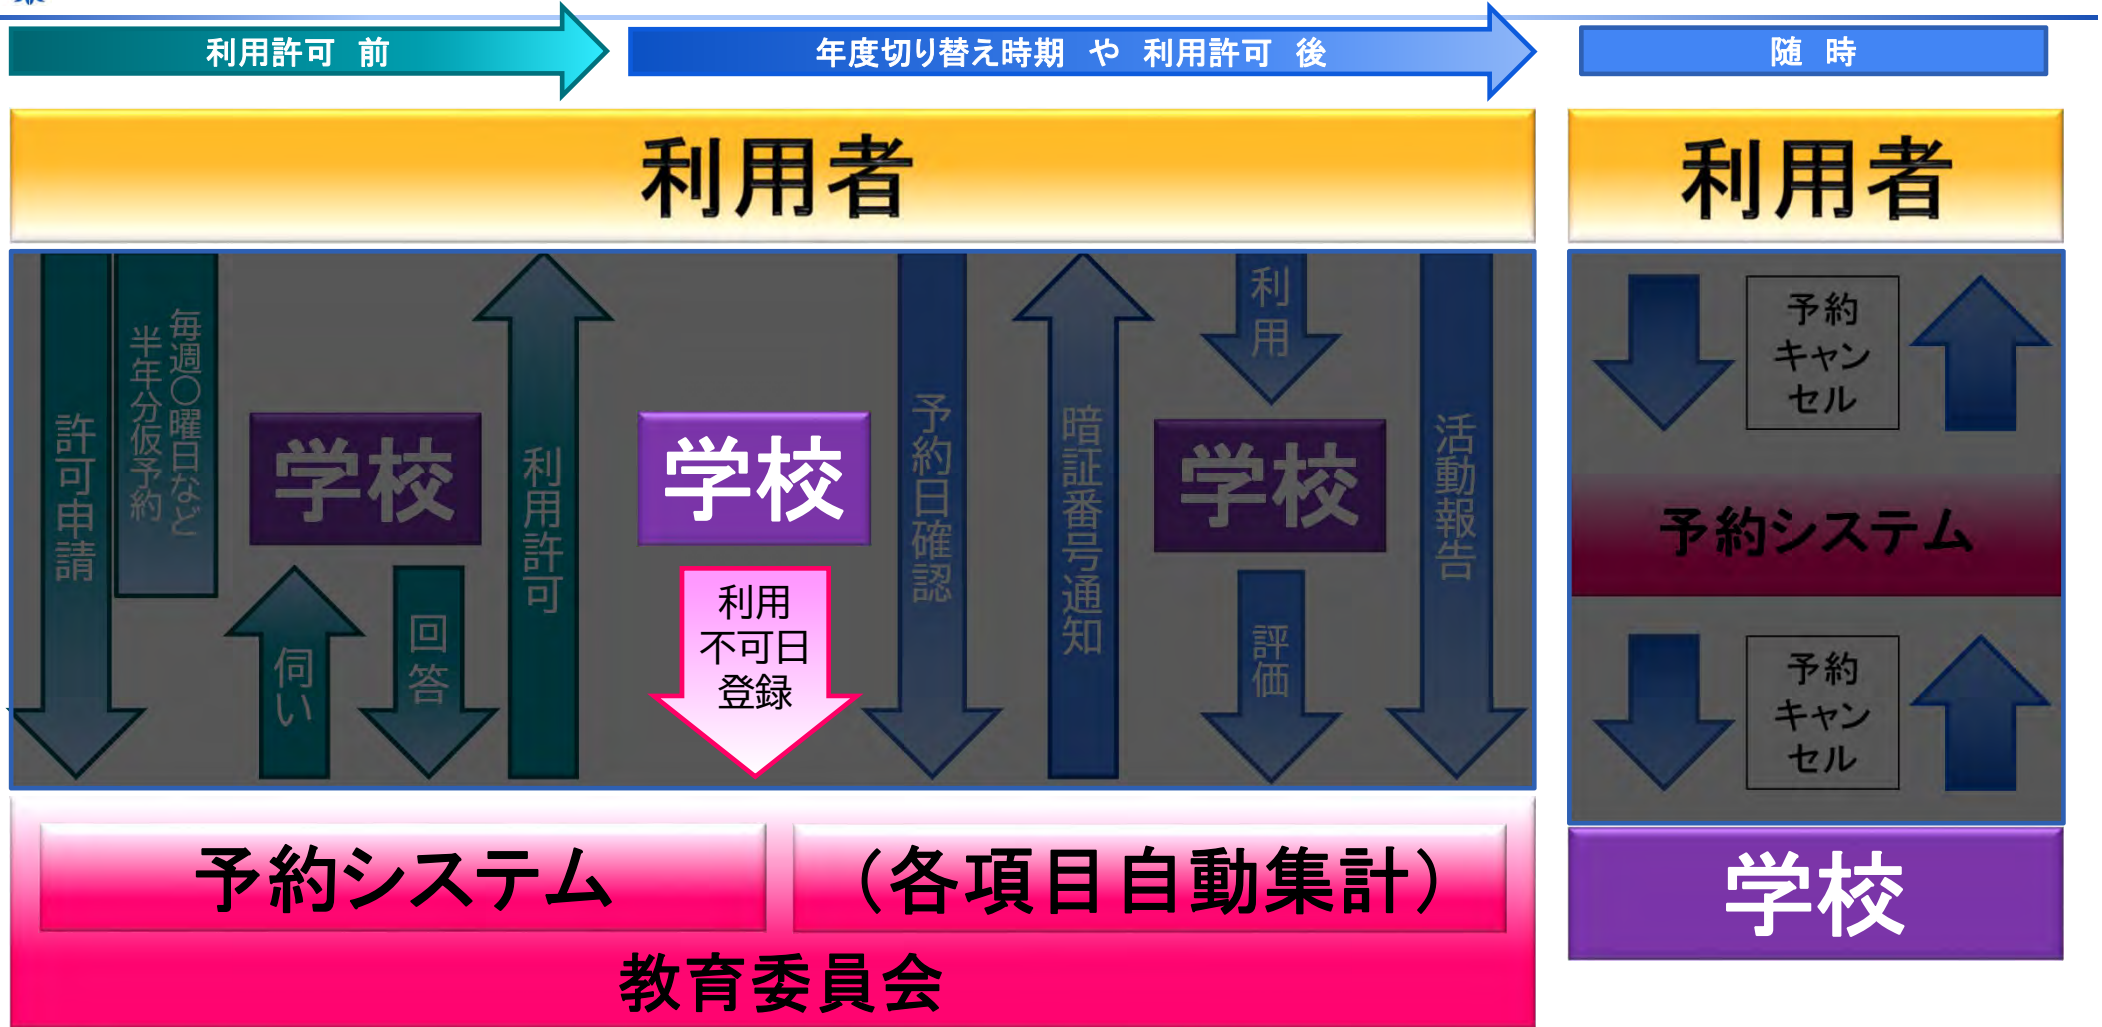 利用許可　前
年度切り替え時期　や　利用許可　後
随　時
利用者
利用者
許可申請
毎週〇曜日など
半年分仮予約
学校
伺い
回答
利用許可
学校
利用
不可日
登録
予約日確認
暗証番号通知
利用
学校
評価
活動報告
予約
キャン
セル
予約システム
予約
キャン
セル
学校
予約システム
（各項目自動集計）
教育委員会